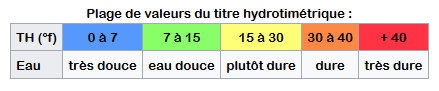 Plage de valeurs du titre hydrotimétrique :
TH (°f) 0 à 7 7 à 15 15 à 30 30 à 40 + 40
Eau très douce eau douce plutôt dure dure très dure